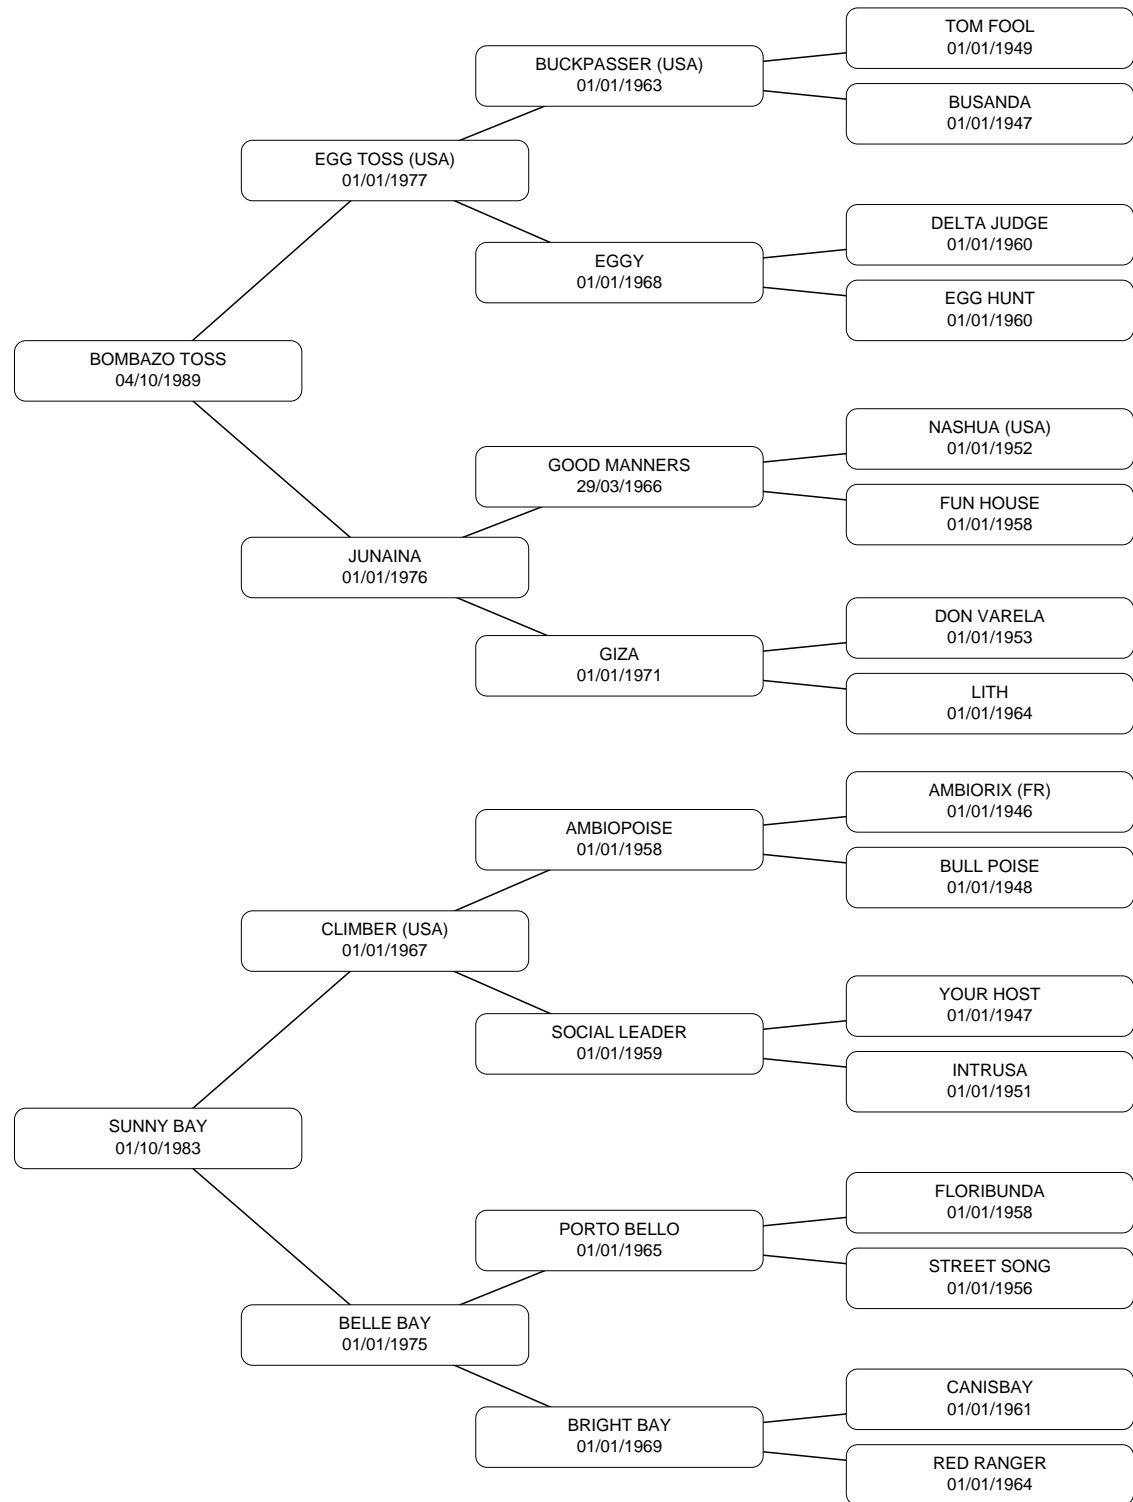 TOM FOOL
01/01/1949
BUCKPASSER (USA)
01/01/1963
BUSANDA
01/01/1947
EGG TOSS (USA)
01/01/1977
DELTA JUDGE
01/01/1960
EGGY
01/01/1968
EGG HUNT
01/01/1960
BOMBAZO TOSS
04/10/1989
NASHUA (USA)
01/01/1952
GOOD MANNERS
29/03/1966
FUN HOUSE
01/01/1958
JUNAINA
01/01/1976
DON VARELA
01/01/1953
GIZA
01/01/1971
LITH
01/01/1964
AMBIORIX (FR)
01/01/1946
AMBIOPOISE
01/01/1958
BULL POISE
01/01/1948
CLIMBER (USA)
01/01/1967
YOUR HOST
01/01/1947
SOCIAL LEADER
01/01/1959
INTRUSA
01/01/1951
SUNNY BAY
01/10/1983
FLORIBUNDA
01/01/1958
PORTO BELLO
01/01/1965
STREET SONG
01/01/1956
BELLE BAY
01/01/1975
CANISBAY
01/01/1961
BRIGHT BAY
01/01/1969
RED RANGER
01/01/1964